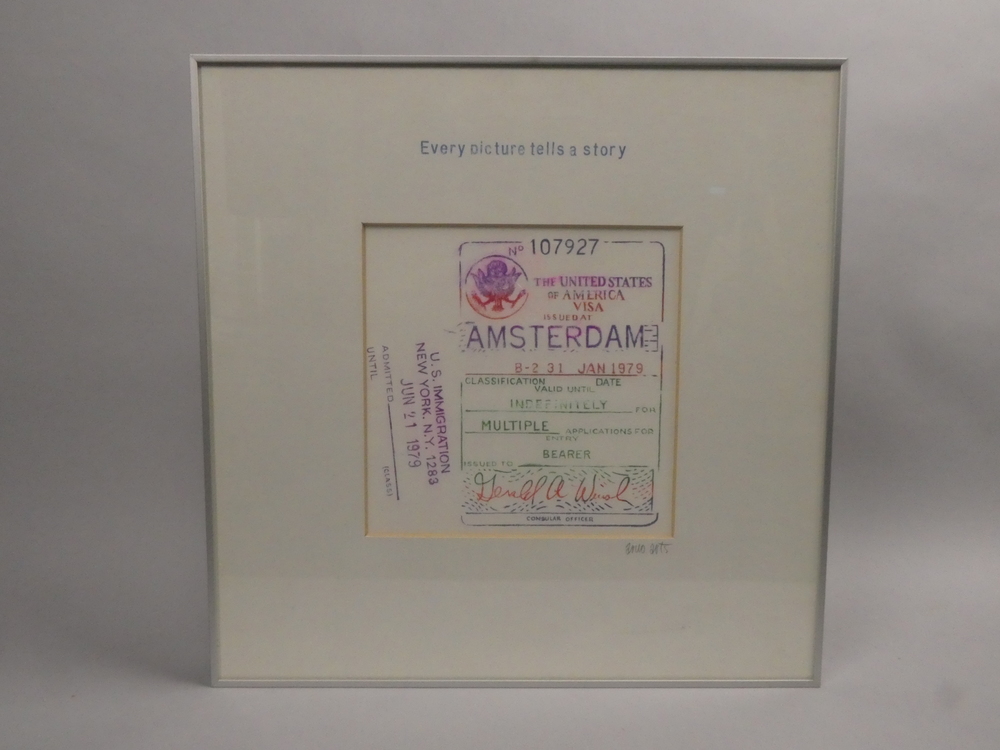 Every picture tells a story
Nº 107927
THE UNITED STATES
OF AMERICA
VISA
ISSUED AT
AMSTERDAM
B-2 31 JAN 1979
CLASSIFICATION DATE
VALID UNTIL
INDEFINITELY FOR
MULTIPLE APPLICATIONS FOR
ENTRY
BEARER
ISSUED TO
CONSULAR OFFICER
U.S. IMMIGRATION
NEW YORK, N.Y. 1283
JUN 21 1979
ADMITTED
UNTIL
(CLASS)